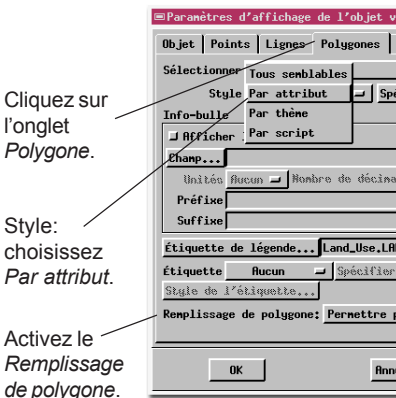 Paramètres d'affichage de l'objet v
Objet Points Lignes Polygones
Sélectionner Tous semblables
Style Par attribut Spé
Par thème
Par script
Info-bulle
Afficher
Champ...
Unités Aucun Nombre de décima
Préfixe
Suffixe
Étiquette de légende... Land_Use.LA
Étiquette Aucun Spécifier
Style de l'étiquette...
Remplissage de polygone: Permettre p
OK Annu
Cliquez sur
l'onglet
Polygone.
Style:
choisissez
Par attribut.
Activez le
Remplissage
de polygone.